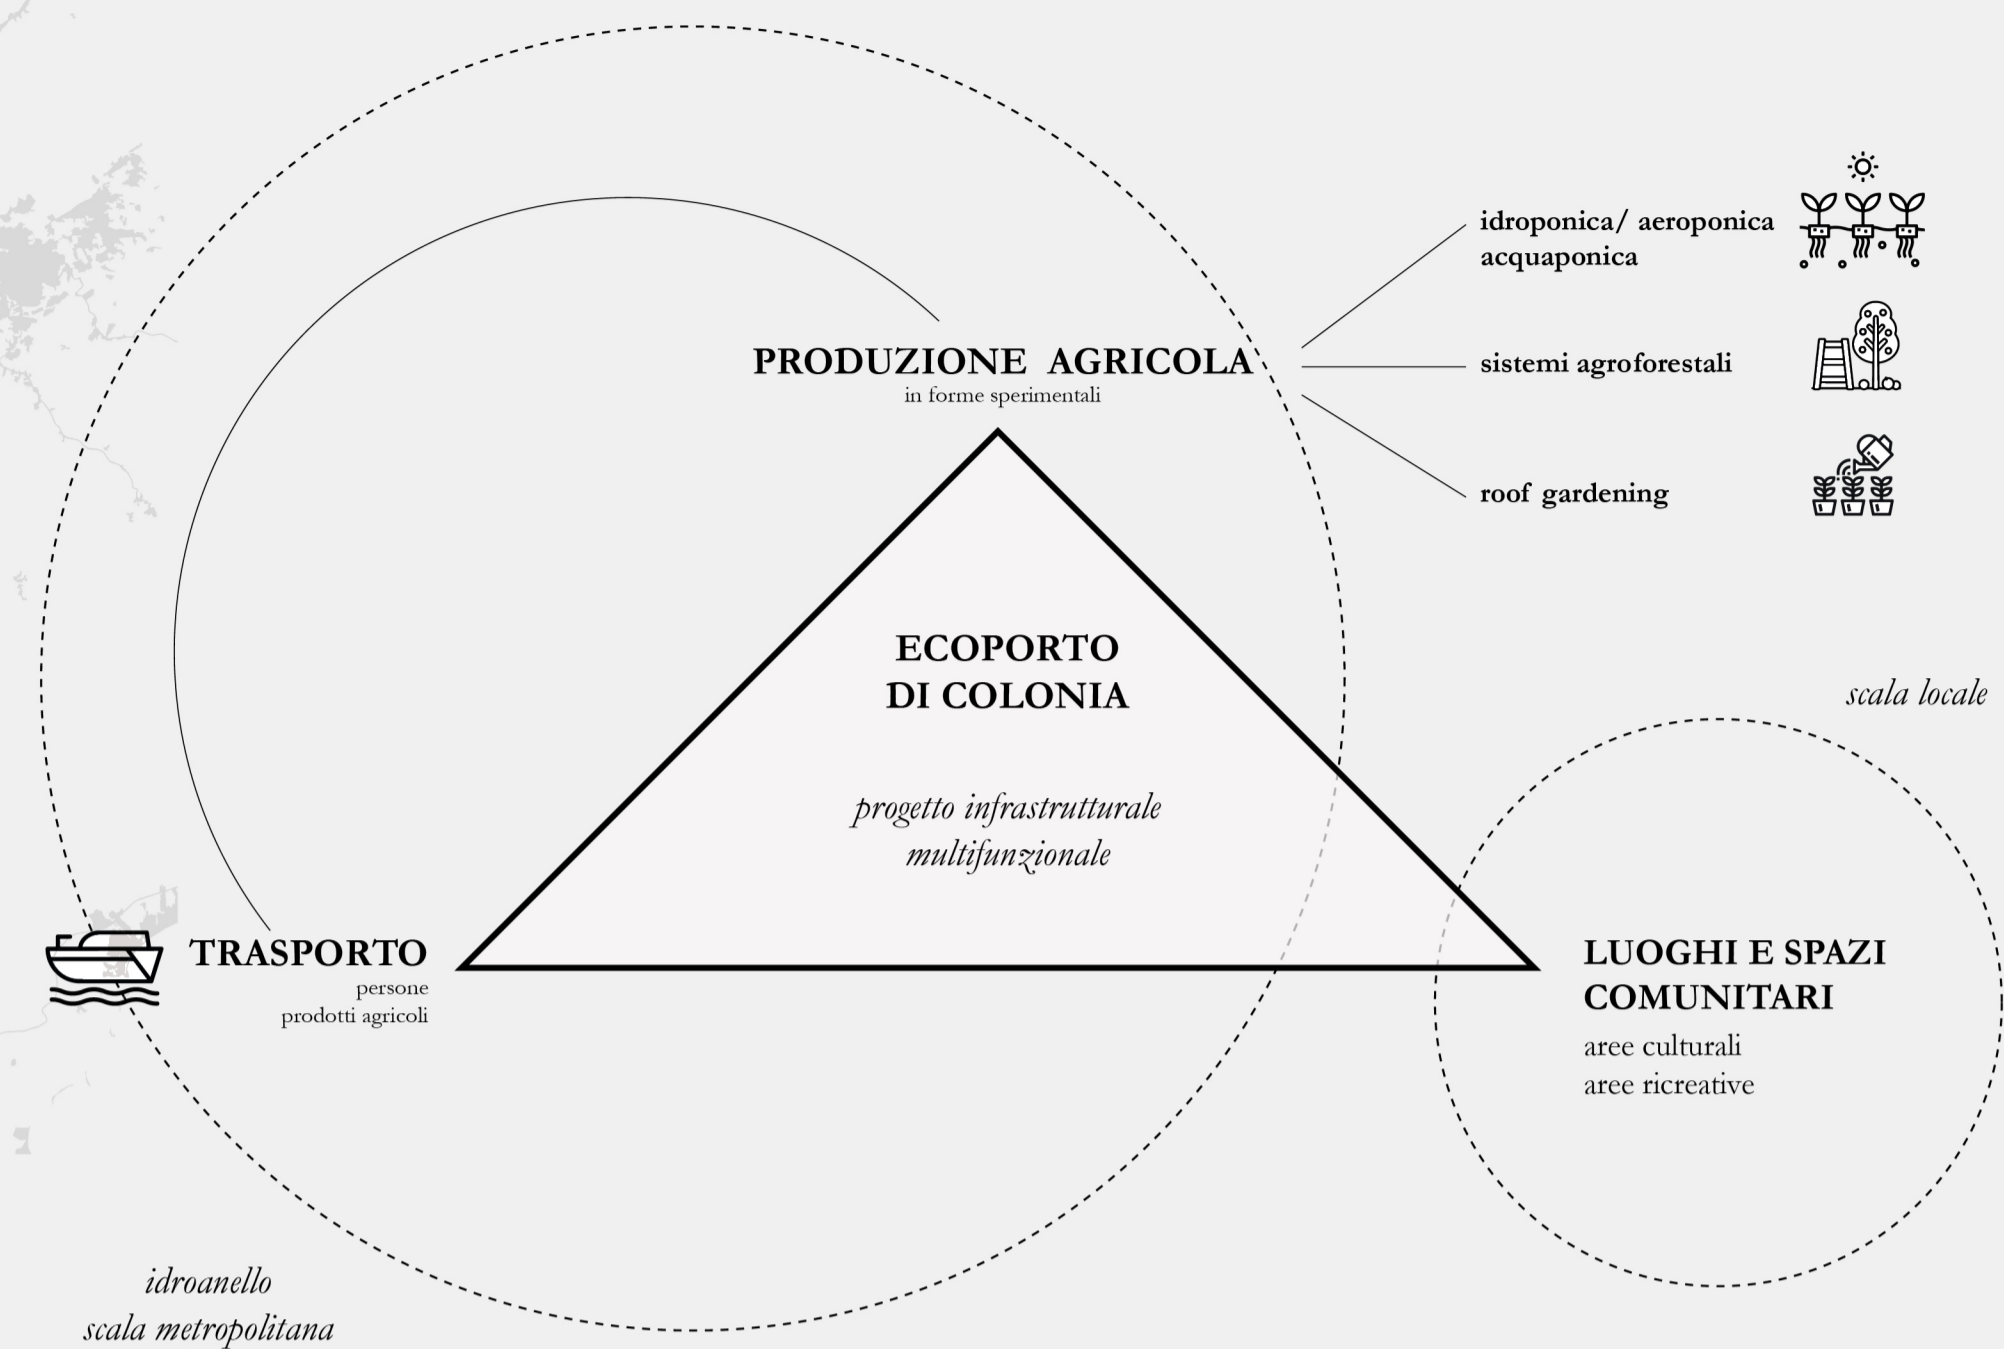 idroponica/ aeroponica
acquaponica
PRODUZIONE AGRICOLA
in forme sperimentali
sistemi agroforestali
roof gardening
ECOPORTO
DI COLONIA
progetto infrastrutturale
multifunzionale
scala locale
TRASPORTO
persone
prodotti agricoli
LUOGHI E SPAZI
COMUNITARI
aree culturali
aree ricreative
idroanello
scala metropolitana